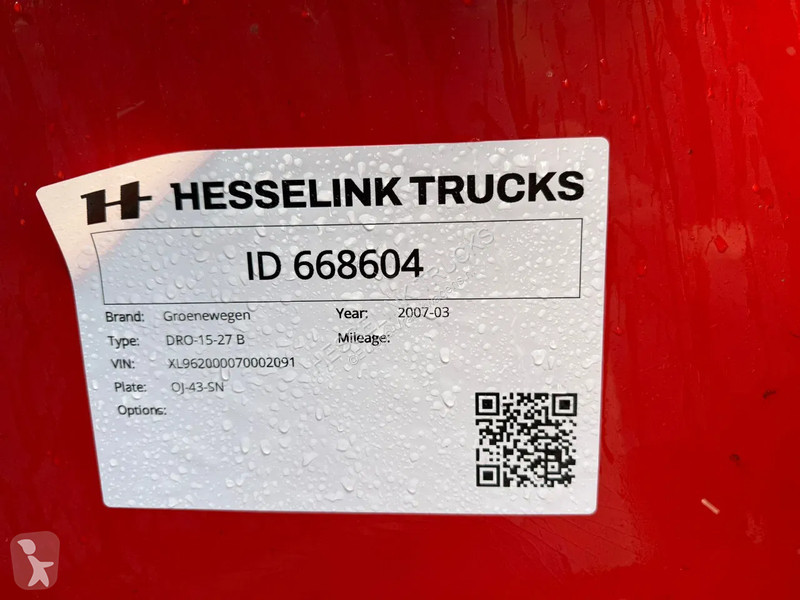 HESSELINK TRUCKS
ID 668604
Brand: Groenewegen Year: 2007-03
Type: DRO-15-27 B Mileage:
VIN: XL962000070002091
Plate: OJ-43-SN
Options: